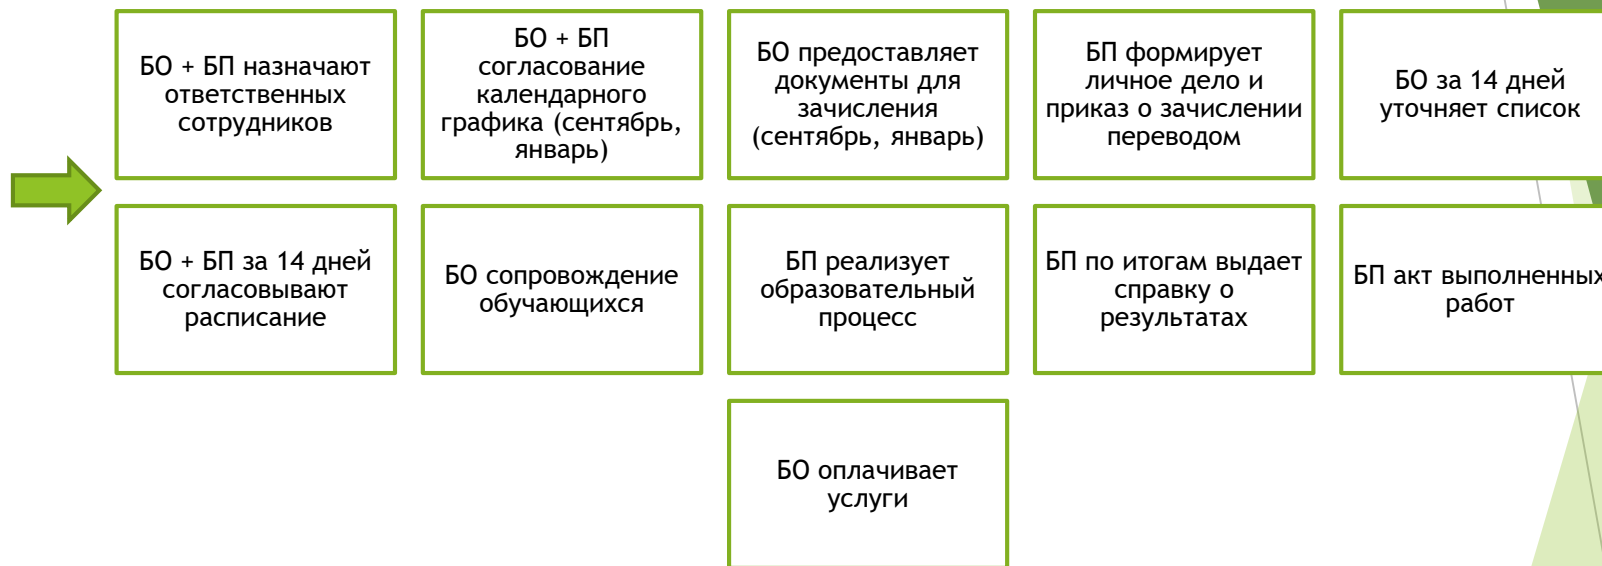 БО + БП назначают
ответственных
сотрудников
БО + БП
согласование
календарного
графика (сентябрь,
январь)
БО предоставляет
документы для
зачисления
(сентябрь, январь)
БП формирует
личное дело и
приказ о зачислении
переводом
БО за 14 дней
уточняет список
БО + БП за 14 дней
согласовывают
расписание
БО сопровождение
обучающихся
БП реализует
образовательный
процесс
БП по итогам выдает
справку о
результатах
БП акт выполненных
работ
БО оплачивает
услуги